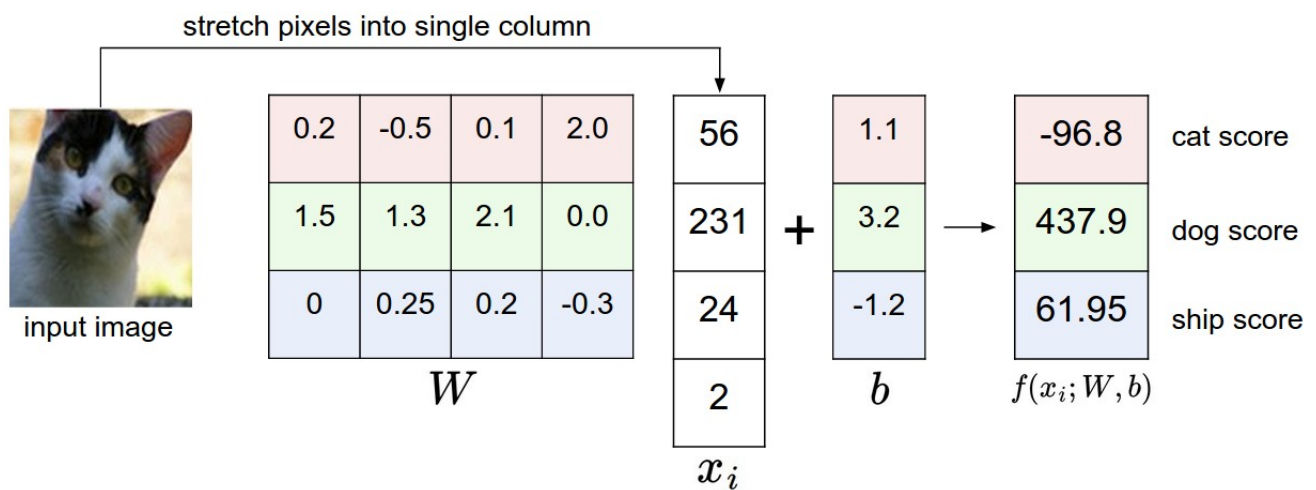 stretch pixels into single column
0.2 -0.5 0.1 2.0 56 1.1 -96.8 cat score
1.5 1.3 2.1 0.0 231 + 3.2 → 437.9 dog score
0 0.25 0.2 -0.3 24 -1.2 61.95 ship score
input image
W 2 b f(x_i; W, b)
x_i